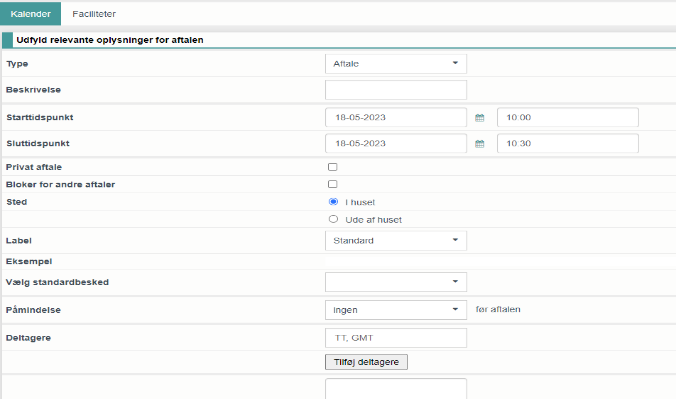 Kalender Faciliteter
Udfyld relevante oplysninger for aftalen
Type Aftale
Beskrivelse
Starttidspunkt 18-05-2023 10:00
Sluttidspunkt 18-05-2023 10:30
Privat aftale
Bloker for andre aftaler
Sted I huset
Ude af huset
Label Standard
Eksempel
Vælg standardbesked
Påmindelse Ingen før aftalen
Deltagere TT, GMT
Tilføj deltagere